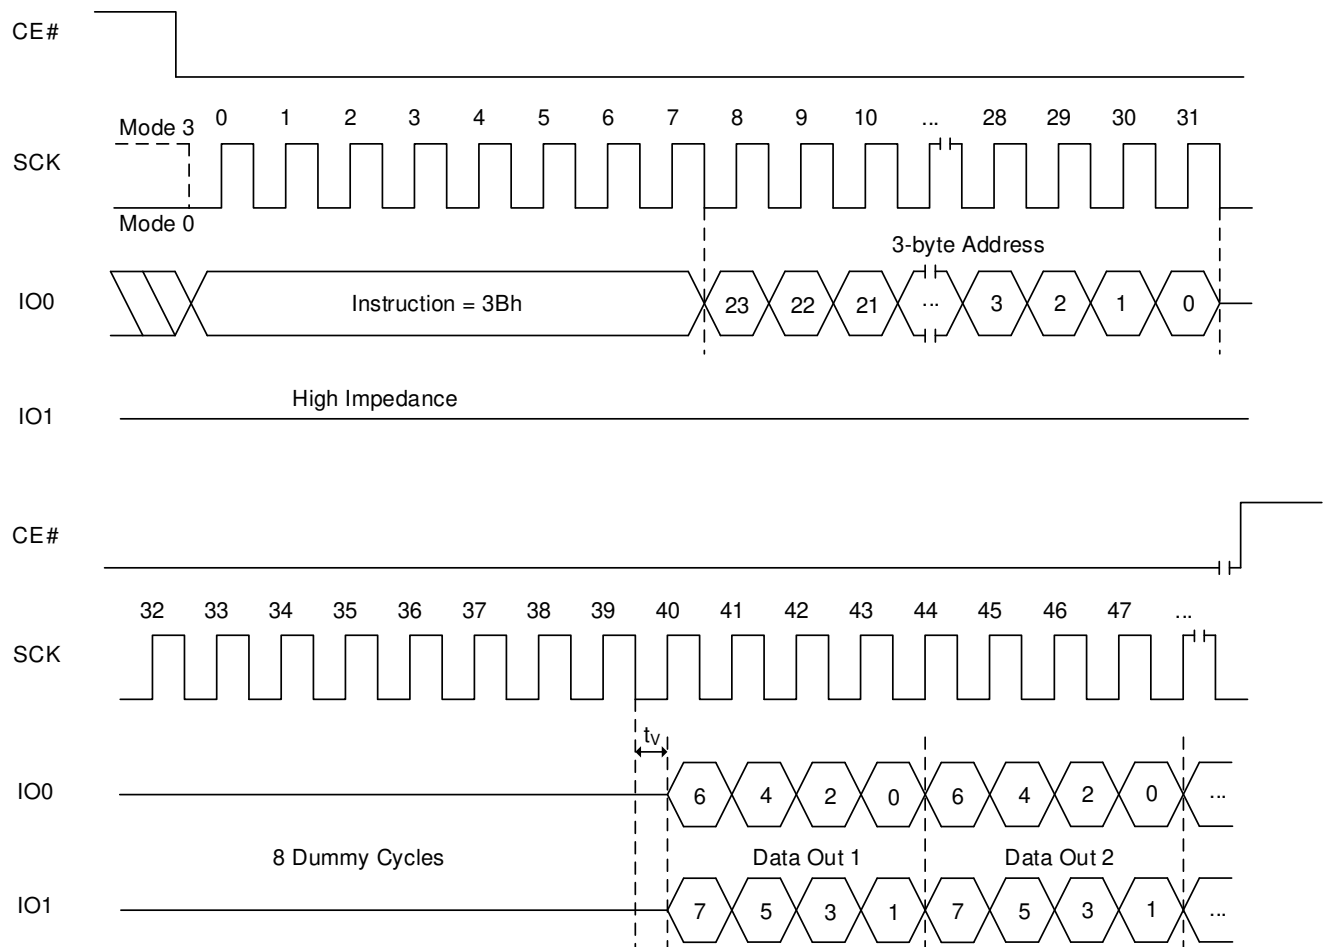 CE#
Mode 3 0 1 2 3 4 5 6 7 8 9 10 ... 28 29 30 31
SCK
Mode 0
3-byte Address
IO0 Instruction = 3Bh 23 22 21 ... 3 2 1 0
High Impedance
IO1
CE#
32 33 34 35 36 37 38 39 40 41 42 43 44 45 46 47 ...
SCK
tV
IO0 6 4 2 0 6 4 2 0 ...
8 Dummy Cycles Data Out 1 Data Out 2
IO1 7 5 3 1 7 5 3 1 ...